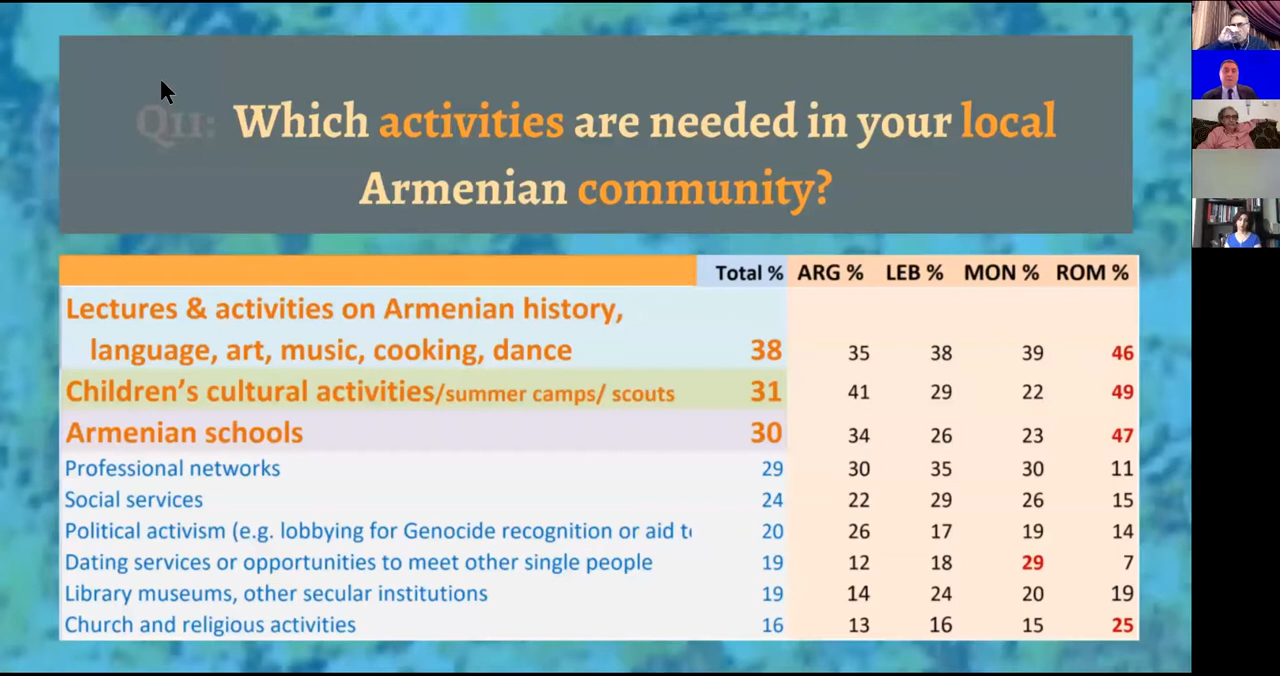 Q11: Which activities are needed in your local
Armenian community?
Total % ARG % LEB % MON % ROM %
Lectures & activities on Armenian history,
language, art, music, cooking, dance 38 35 38 39 46
Children's cultural activities/summer camps/ scouts 31 41 29 22 49
Armenian schools 30 34 26 23 47
Professional networks 29 30 35 30 11
Social services 24 22 29 26 15
Political activism (e.g. lobbying for Genocide recognition or aid to 20 26 17 19 14
Dating services or opportunities to meet other single people 19 12 18 29 7
Library museums, other secular institutions 19 14 24 20 19
Church and religious activities 16 13 16 15 25